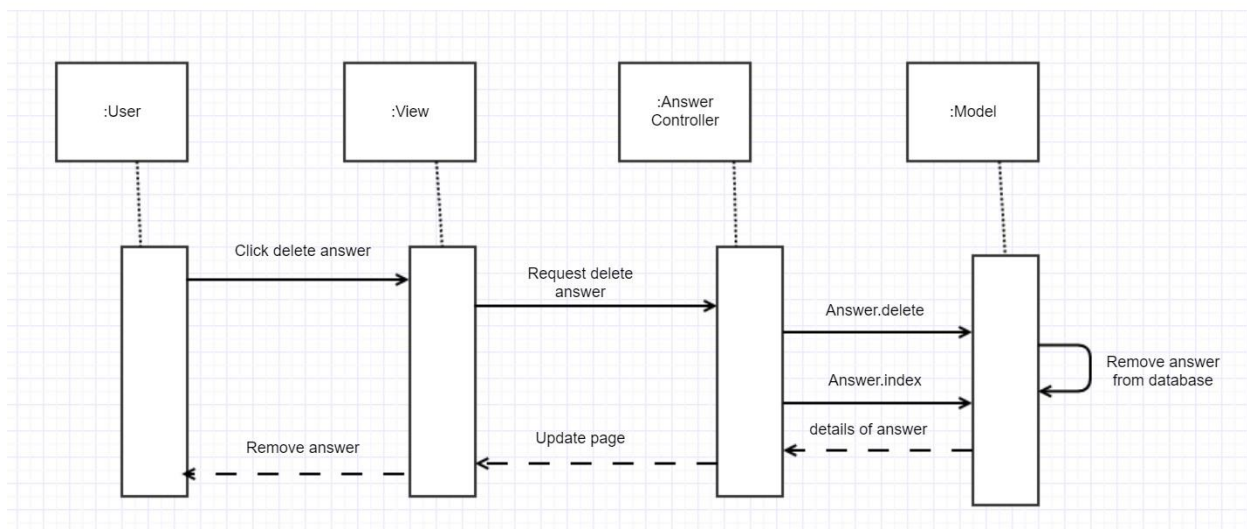 :User
:View
:Answer
Controller
:Model
Click delete answer
Request delete
answer
Answer.delete
Remove answer
from database
Answer.index
details of answer
Update page
Remove answer